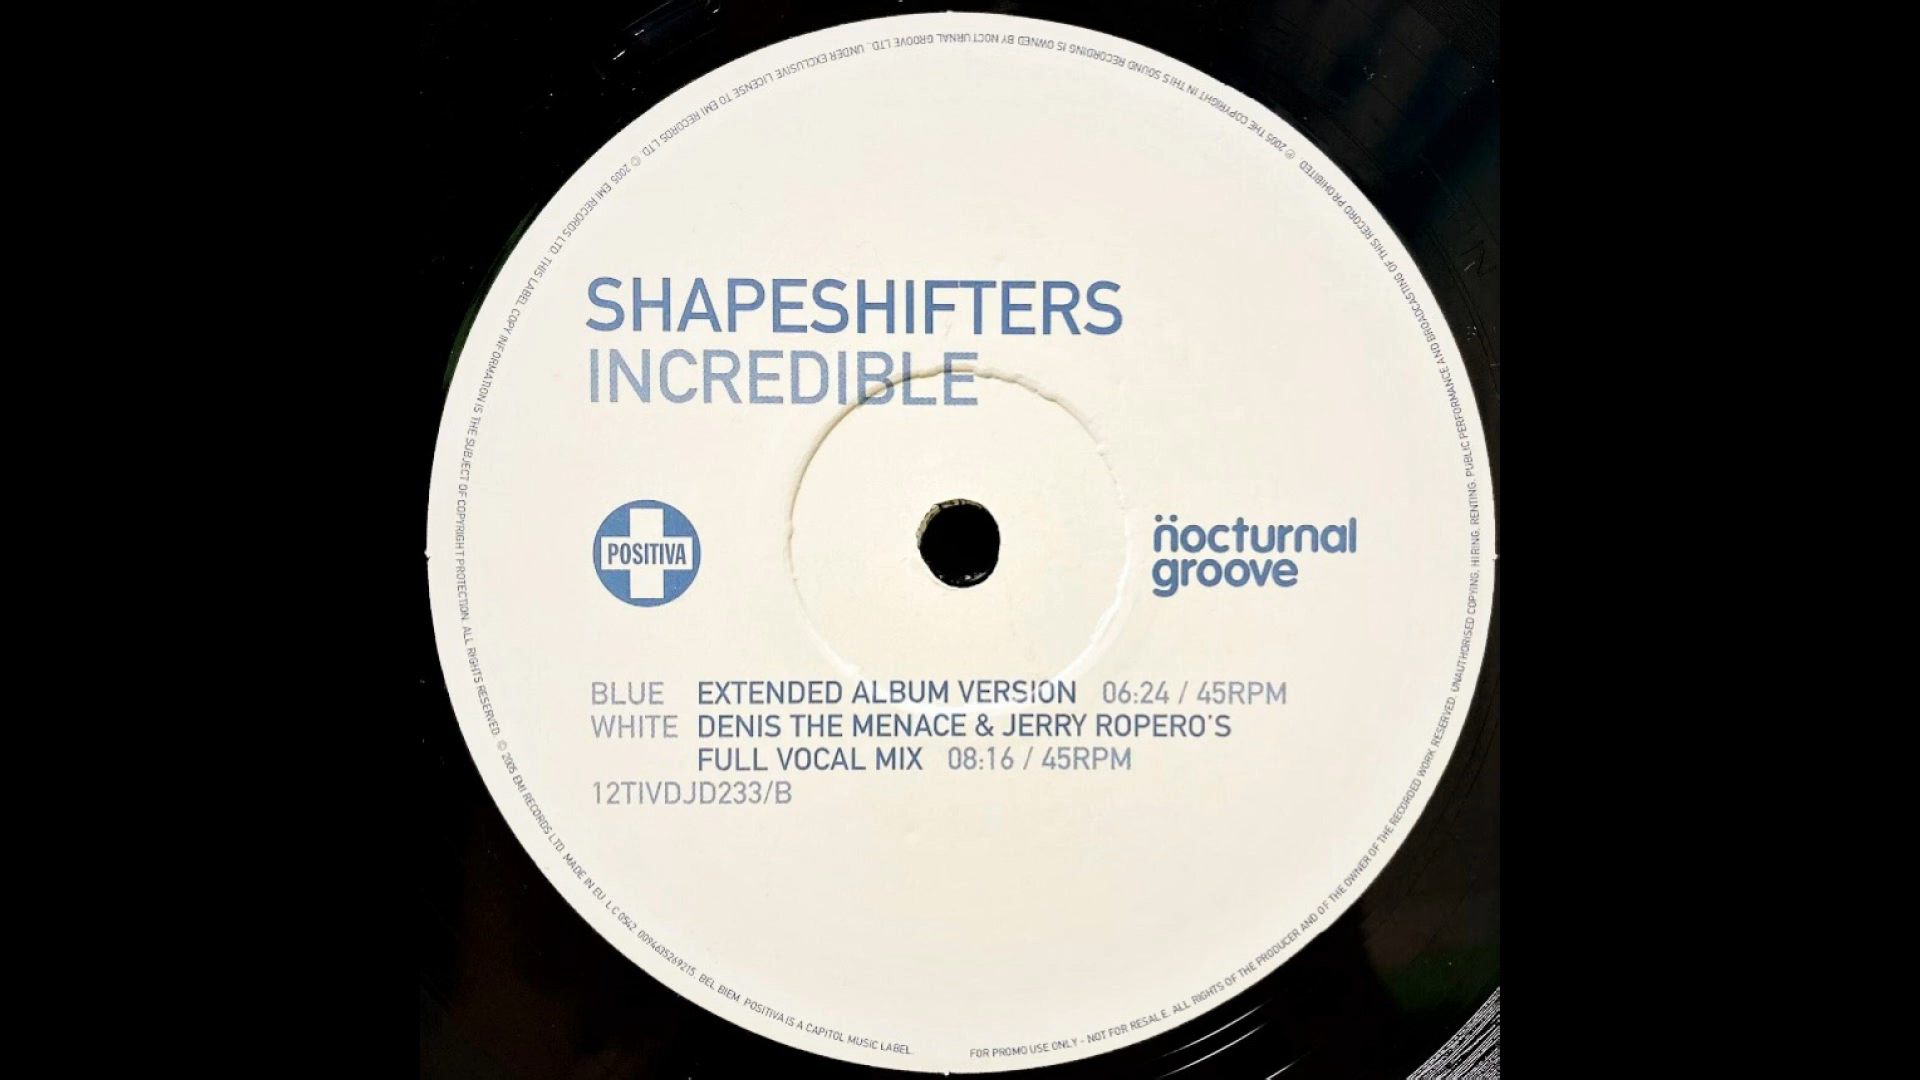 SHAPESHIFTERS
INCREDIBLE
POSITIVA
nocturnal
groove
BLUE EXTENDED ALBUM VERSION 06:24 / 45RPM
WHITE DENIS THE MENACE & JERRY ROPERO'S
FULL VOCAL MIX 08:16 / 45RPM
12TIVDJD233/B
℗ 2005 THE COPYRIGHT IN THIS SOUND RECORDING IS OWNED BY NOCTURNAL GROOVE LTD. UNDER EXCLUSIVE LICENSE TO EMI RECORDS LTD. © 2005 EMI RECORDS LTD. THIS LABEL COPY INFORMATION IS THE SUBJECT OF COPYRIGHT PROTECTION. ALL RIGHTS RESERVED. © 2005 EMI RECORDS LTD. MADE IN EU. LC 0542. 0094635269215. BEL BIEM. POSITIVA IS A CAPITOL MUSIC LABEL.
FOR PROMO USE ONLY - NOT FOR RESALE. ALL RIGHTS OF THE PRODUCER AND OF THE OWNER OF THE RECORDED WORK RESERVED. UNAUTHORISED COPYING, HIRING, RENTING, PUBLIC PERFORMANCE AND BROADCASTING OF THIS RECORD PROHIBITED.